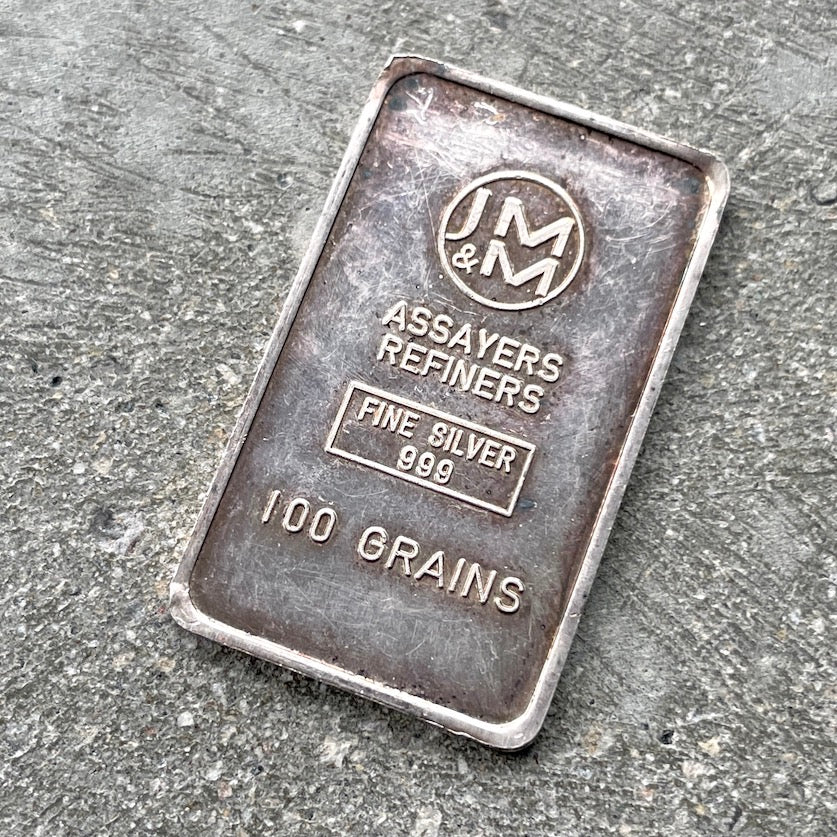 JM
&M
ASSAYERS
REFINERS
FINE SILVER
999
100 GRAINS